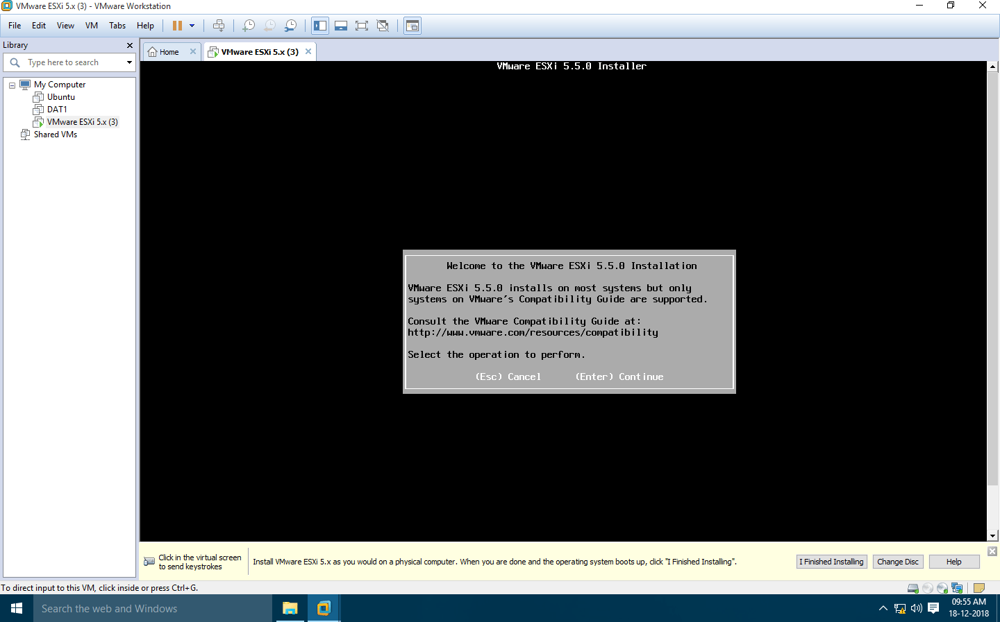 VMware ESXi 5.x (3) - VMware Workstation
File Edit View VM Tabs Help
Library
Type here to search
My Computer
Ubuntu
DAT1
VMware ESXi 5.x (3)
Shared VMs
Home
VMware ESXi 5.x (3)
VMware ESXi 5.5.0 Installer
Welcome to the VMware ESXi 5.5.0 Installation
VMware ESXi 5.5.0 installs on most systems but only
systems on VMware's Compatibility Guide are supported.
Consult the VMware Compatibility Guide at:
http://www.vmware.com/resources/compatibility
Select the operation to perform.
(Esc) Cancel (Enter) Continue
Click in the virtual screen
to send keystrokes
Install VMware ESXi 5.x as you would on a physical computer. When you are done and the operating system boots up, click "I Finished Installing".
I Finished Installing Change Disc Help
To direct input to this VM, click inside or press Ctrl+G.
Search the web and Windows
09:55 AM
18-12-2018